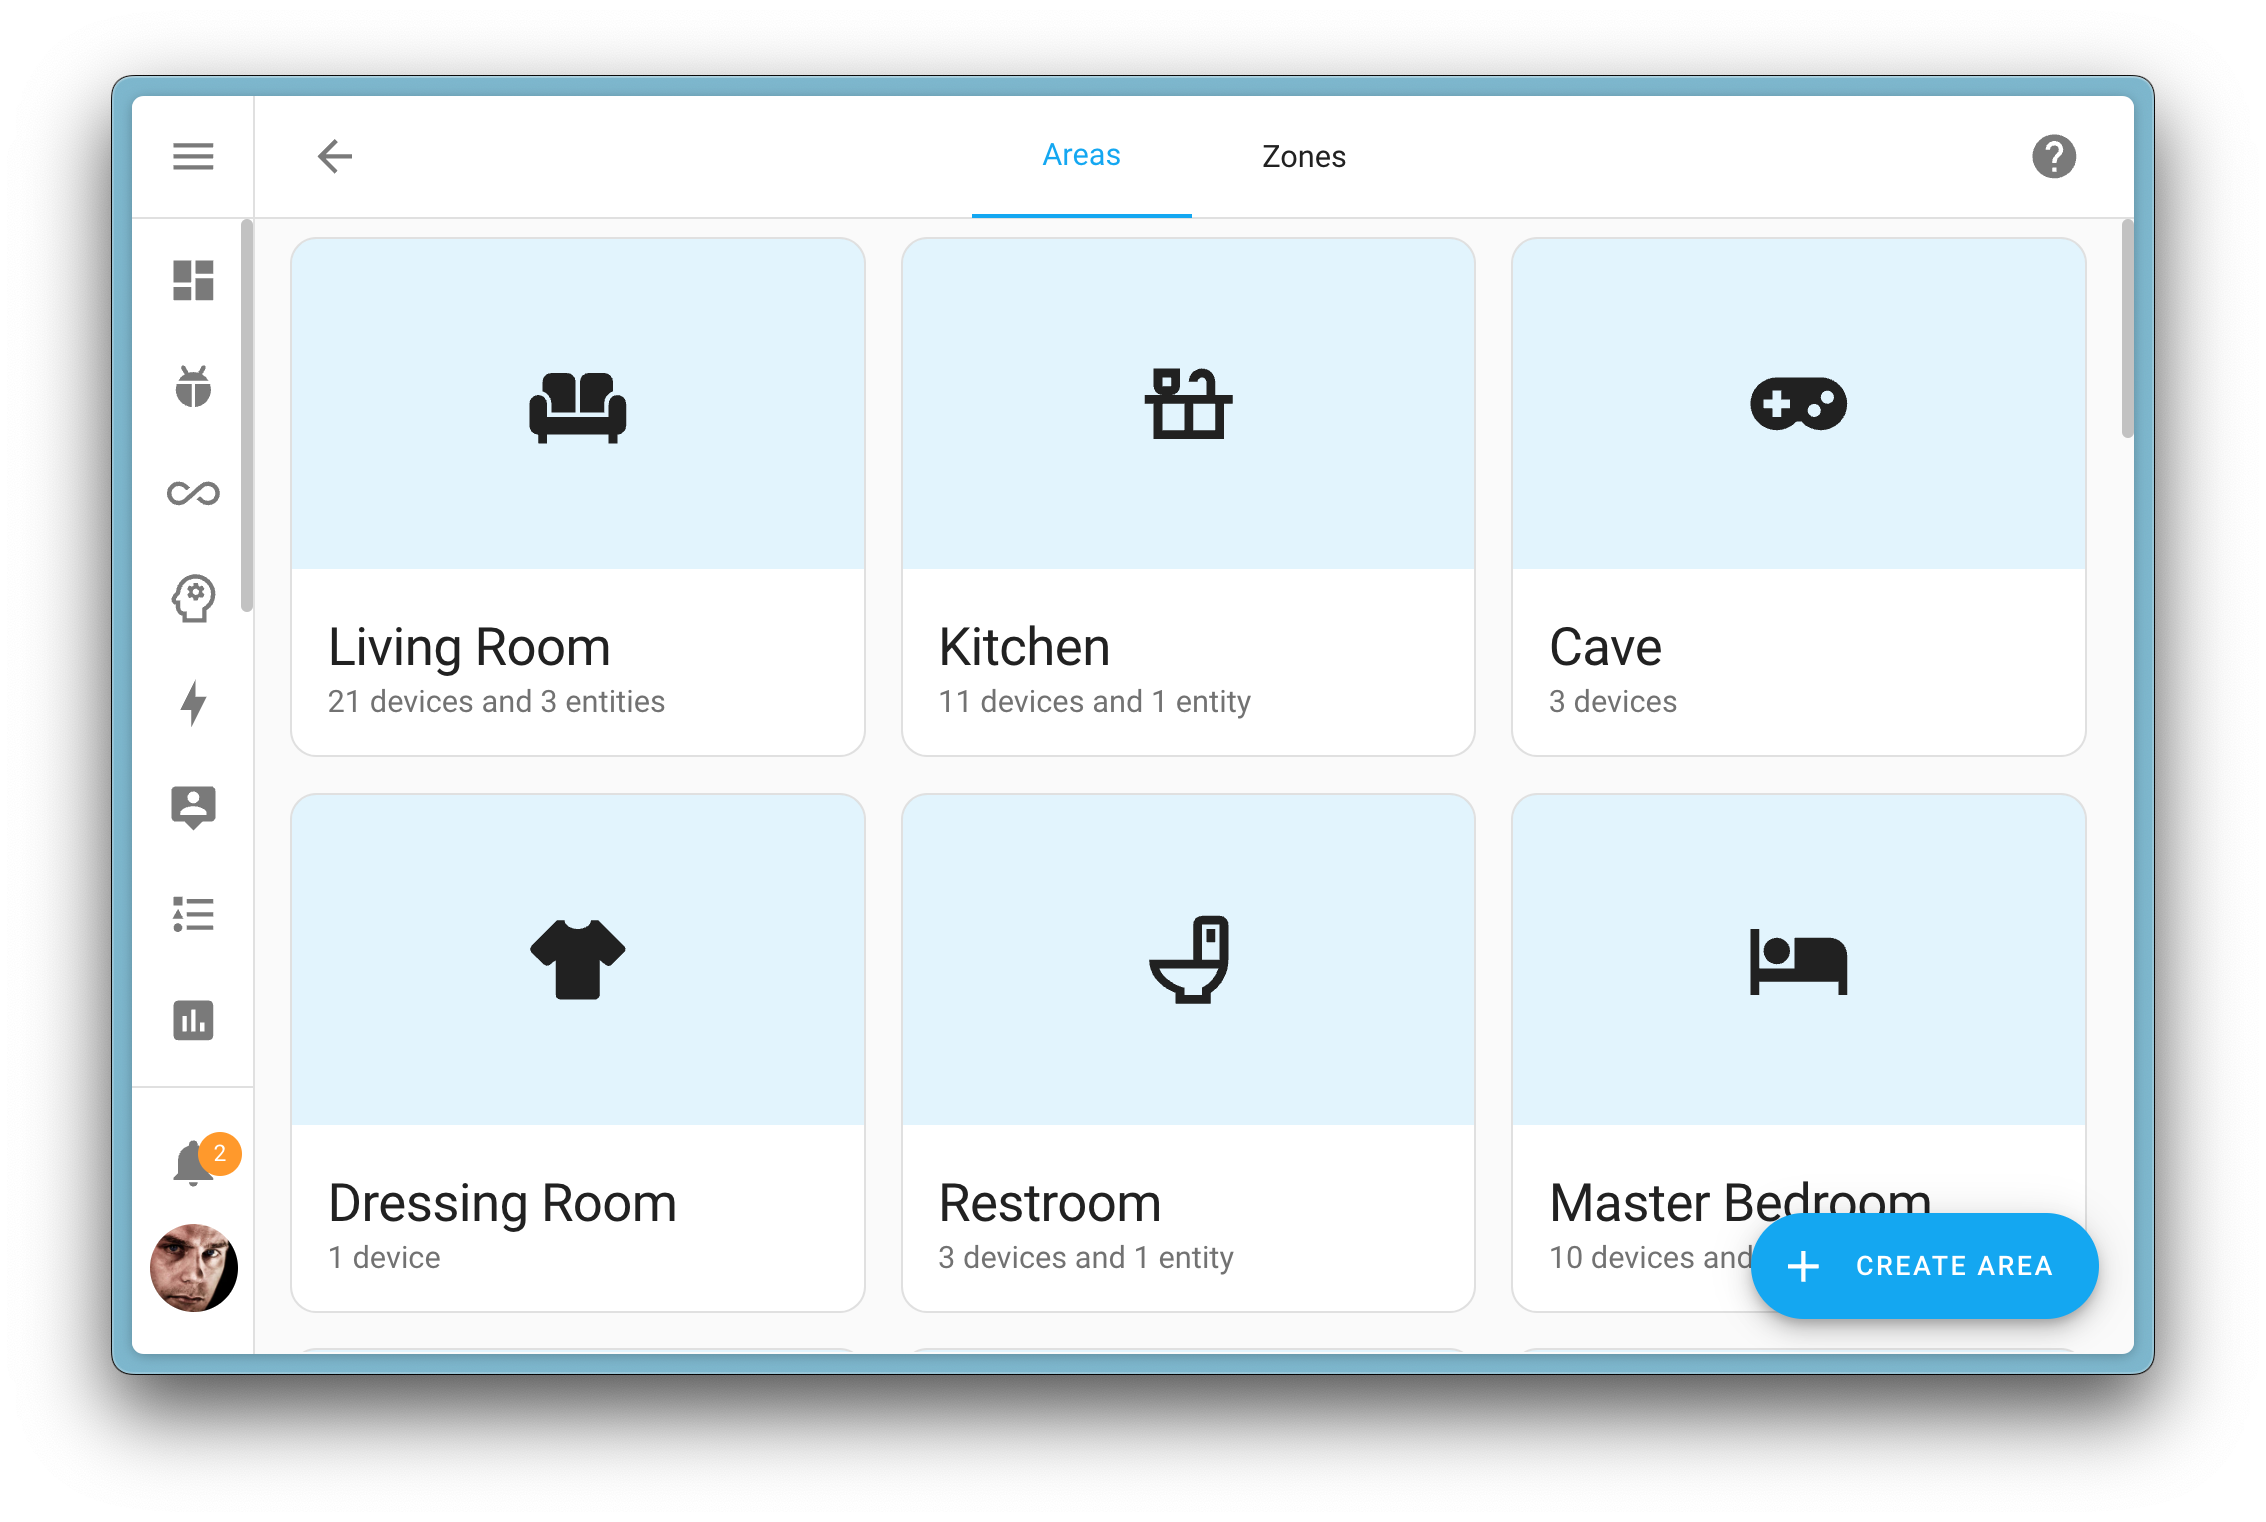 Areas
Zones
Living Room
21 devices and 3 entities
Kitchen
11 devices and 1 entity
Cave
3 devices
Dressing Room
1 device
Restroom
3 devices and 1 entity
Master Bedroom
10 devices and
CREATE AREA
2